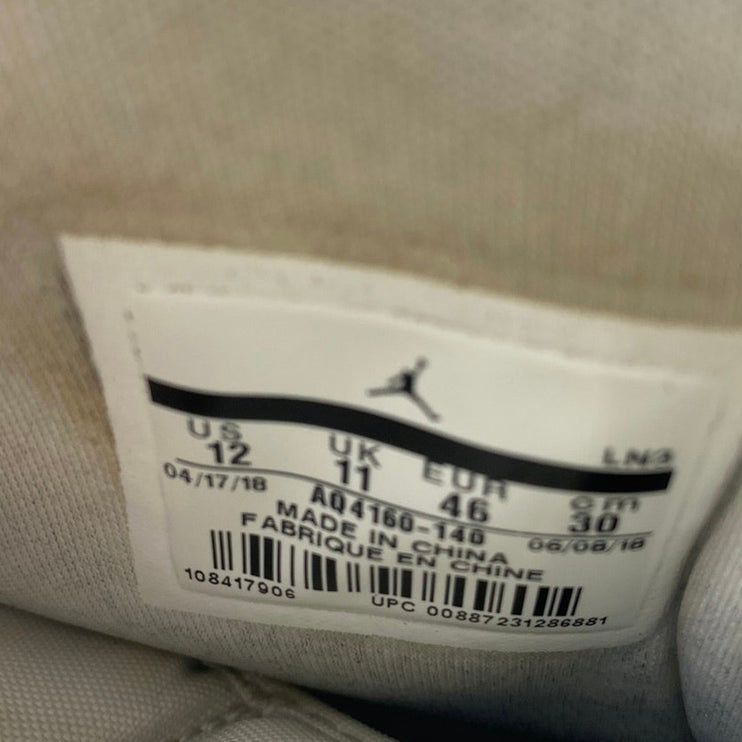 LN3
US UK EUR cm
12 11 46 30
04/17/18 AQ4160-140 06/08/18
MADE IN CHINA
FABRIQUE EN CHINE
108417906 UPC 00887231286881